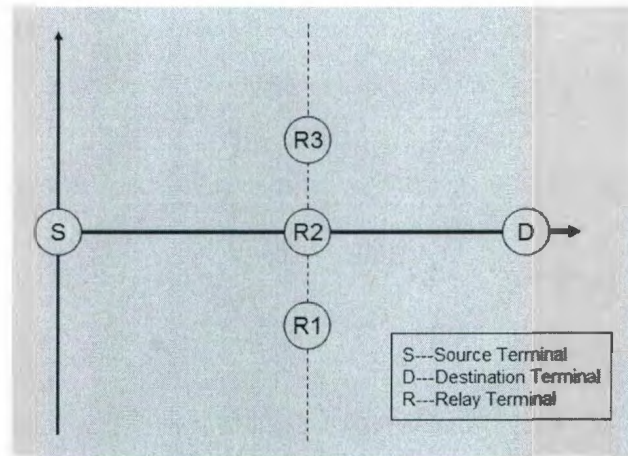 R3
S
R2
D
R1
S---Source Terminal
D---Destination Terminal
R---Relay Terminal